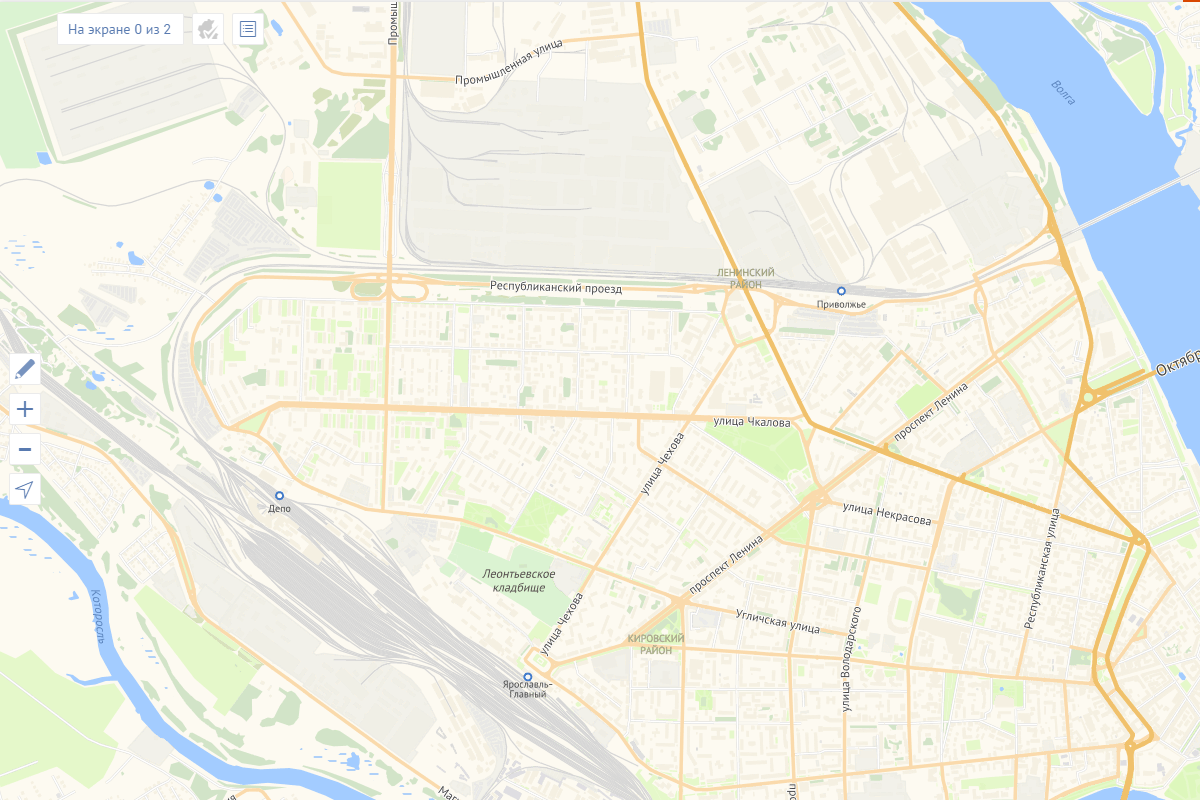 На экране 0 из 2
Промышленная улица
Волга
ЛЕНИНСКИЙ
РАЙОН
Республиканский проезд
Приволжье
проспект Ленина
улица Чкалова
улица Чехова
Депо
улица Некрасова
Республиканская улица
проспект Ленина
Леонтьевское
кладбище
Которосль
улица Чехова
Угличская улица
КИРОВСКИЙ
РАЙОН
улица Володарского
Ярославль-
Главный